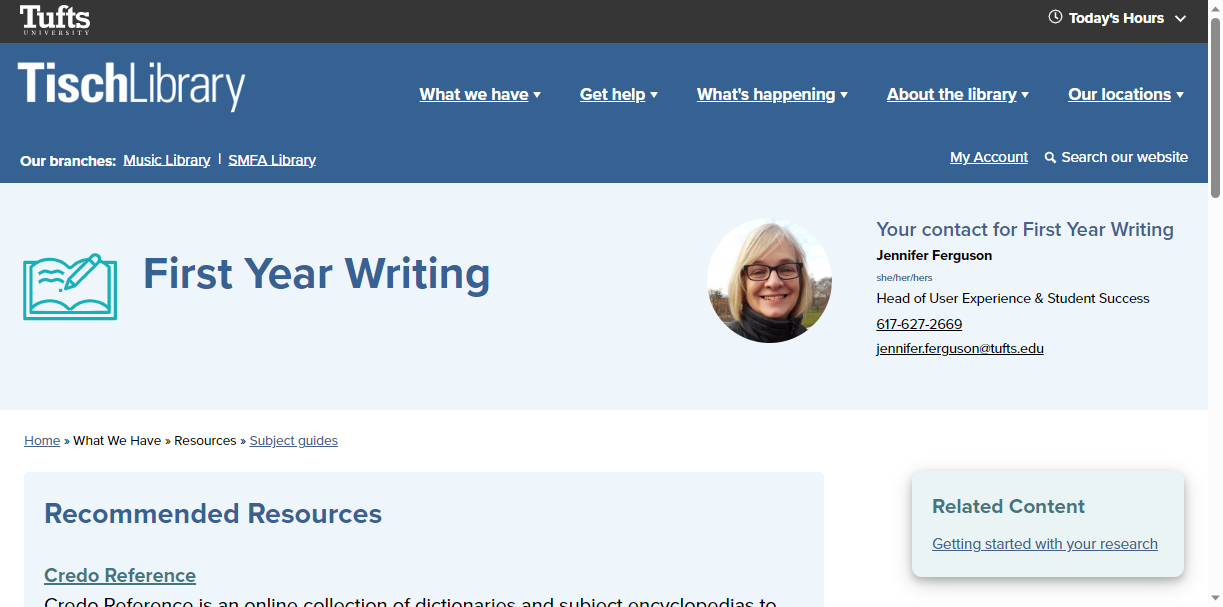 Tufts
UNIVERSITY
Today's Hours
TischLibrary
What we have
Get help
What's happening
About the library
Our locations
Our branches: Music Library | SMFA Library
My Account
Search our website
First Year Writing
Your contact for First Year Writing
Jennifer Ferguson
she/her/hers
Head of User Experience & Student Success
617-627-2669
jennifer.ferguson@tufts.edu
Home » What We Have » Resources » Subject guides
Recommended Resources
Credo Reference
Credo Reference is an online collection of dictionaries and subject encyclopedias to
Related Content
Getting started with your research